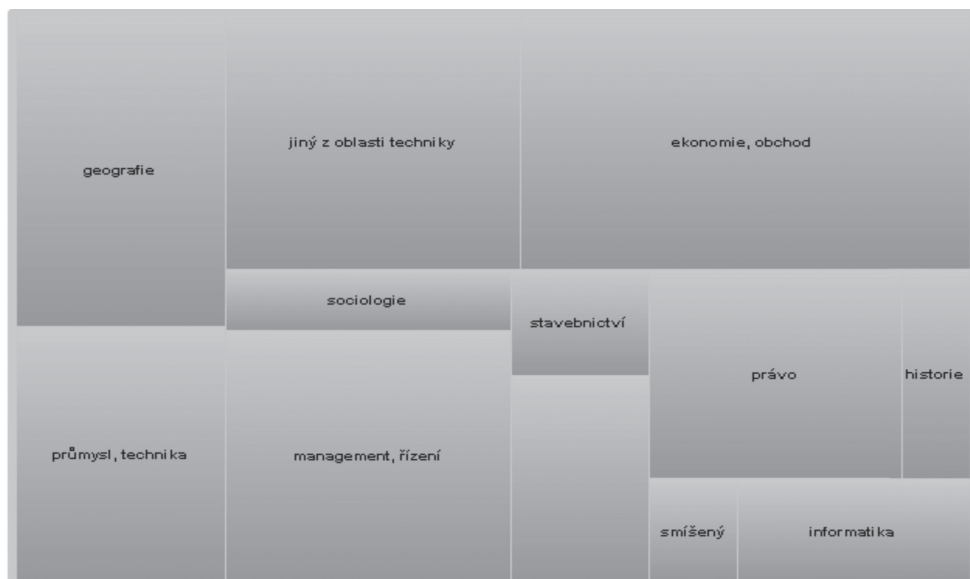 geografie
jiný z oblasti techniky
ekonomie, obchod
sociologie
stavebnictví
právo
historie
průmysl, technika
management, řízení
smíšený
informatika